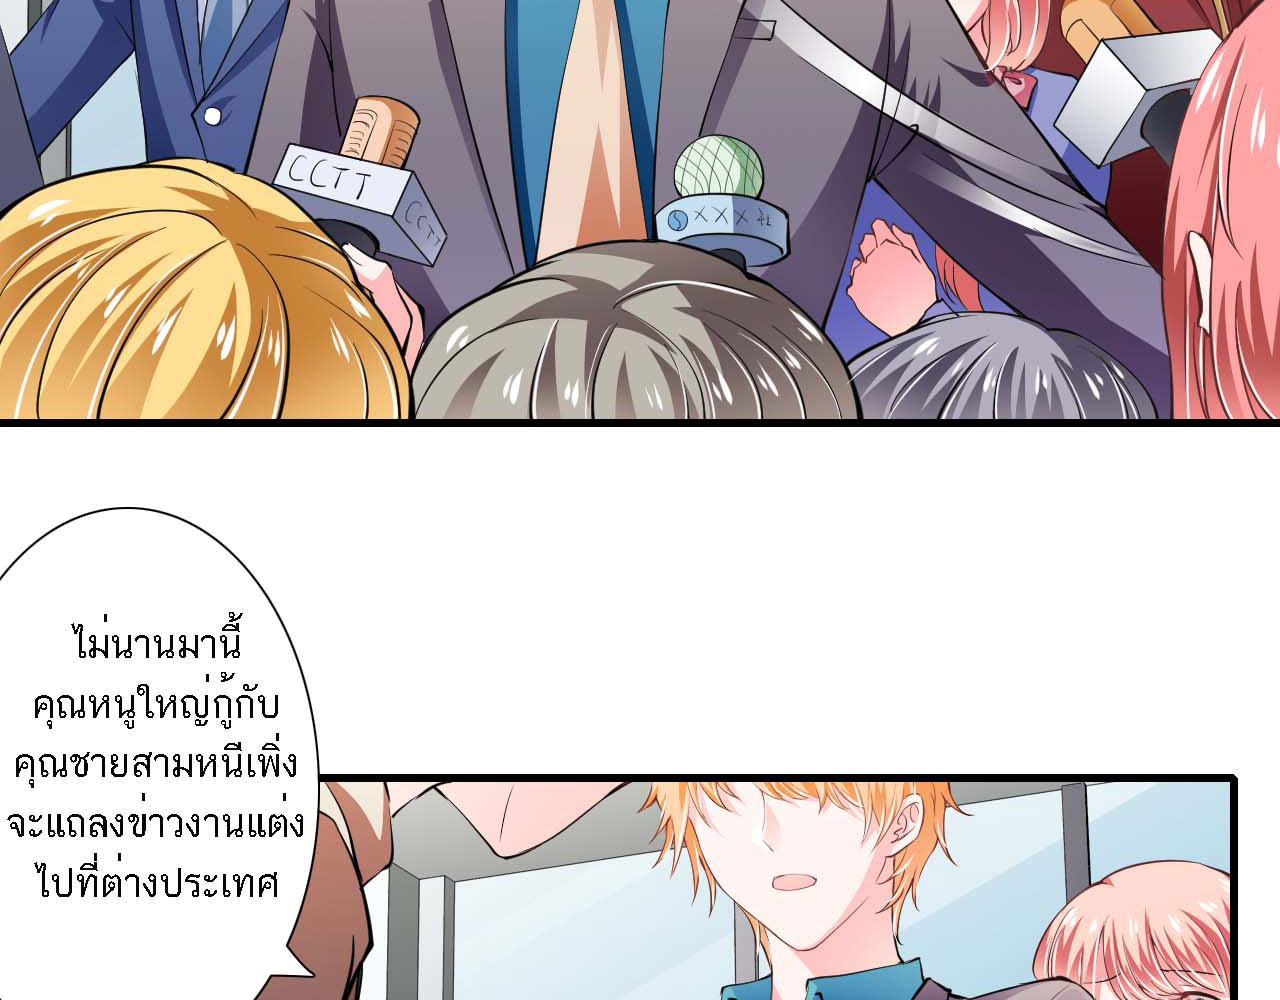 CCTT
CCTT
XXX社
ไม่นานมานี้
คุณหนูใหญ่กู้กับ
คุณชายสามหนีเพิ่ง
จะแถลงข่าวงานแต่ง
ไปที่ต่างประเทศ